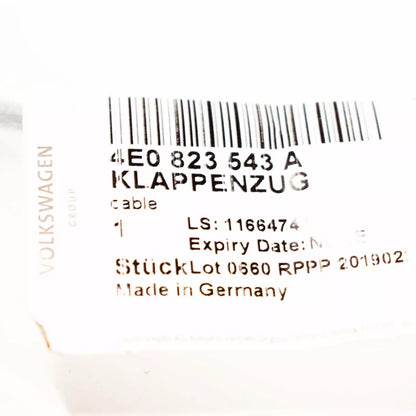 VOLKSWAGEN
GROUP
4E0 823 543 A
KLAPPENZUG
cable
1
LS: 1166474
Expiry Date:
Stück Lot 0660 RPPP 201902
Made in Germany